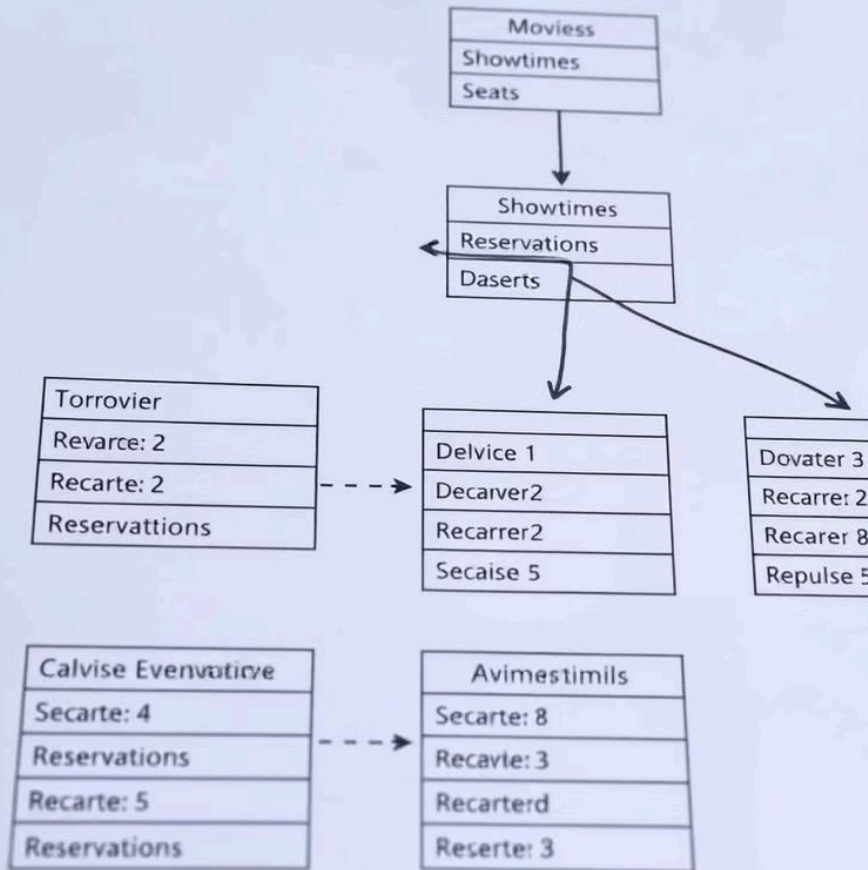 Moviess
Showtimes
Seats
Showtimes
Reservations
Daserts
Torrovier
Revarce: 2
Recarte: 2
Reservattions
Delvice 1
Decarver2
Recarrer2
Secaise 5
Dovater 3
Recarre: 2
Recarer 8
Repulse 5
Calvise
Secarte: 4
Reservations
Recarte: 5
Reservations
Avimestimils
Secarte: 8
Recavle: 3
Recarterd
Reserte: 3